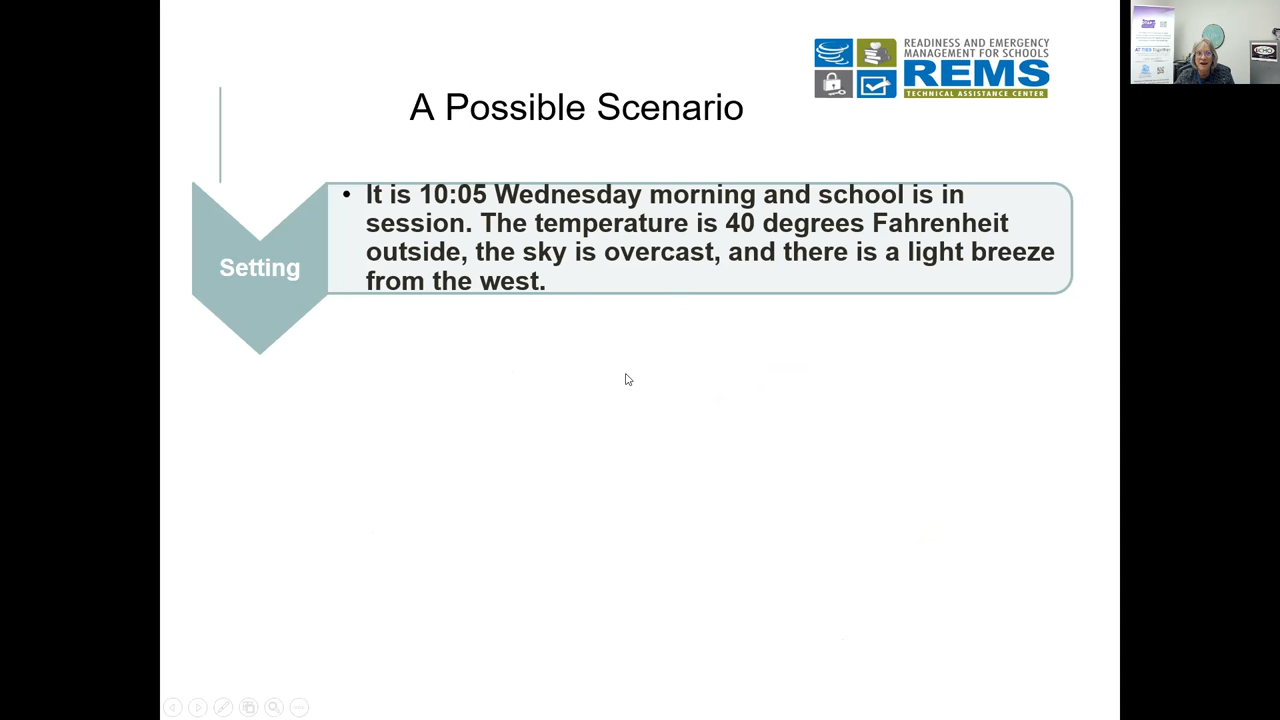 READINESS AND EMERGENCY
MANAGEMENT FOR SCHOOLS
REMS
TECHNICAL ASSISTANCE CENTER
A Possible Scenario
Setting
• It is 10:05 Wednesday morning and school is in
session. The temperature is 40 degrees Fahrenheit
outside, the sky is overcast, and there is a light breeze
from the west.